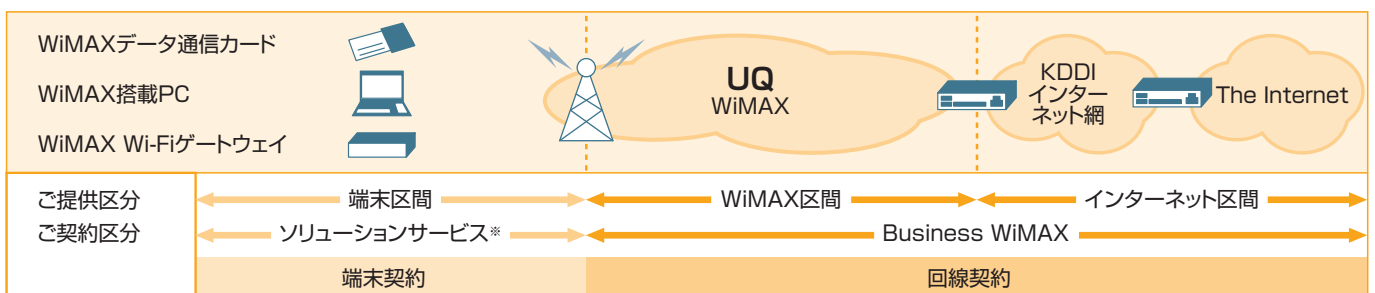 WiMAXデータ通信カード
WiMAX搭載PC
WiMAX Wi-Fiゲートウェイ
UQ
WiMAX
KDDI
インター
ネット網
The Internet
ご提供区分 端末区間 WiMAX区間 インターネット区間
ご契約区分 ソリューションサービス※ Business WiMAX
端末契約 回線契約